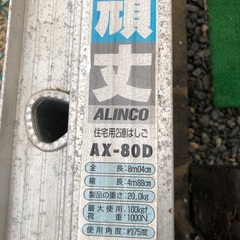 頑
丈
ALINCO
住宅用2連はしご
AX-80D
全長：8m04cm
縮長：4m88cm
製品の重さ：20.0kg
最大使用荷重：100kgf 1000N
使用角度：約75度